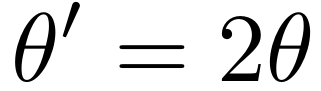 θ′ = 2θ